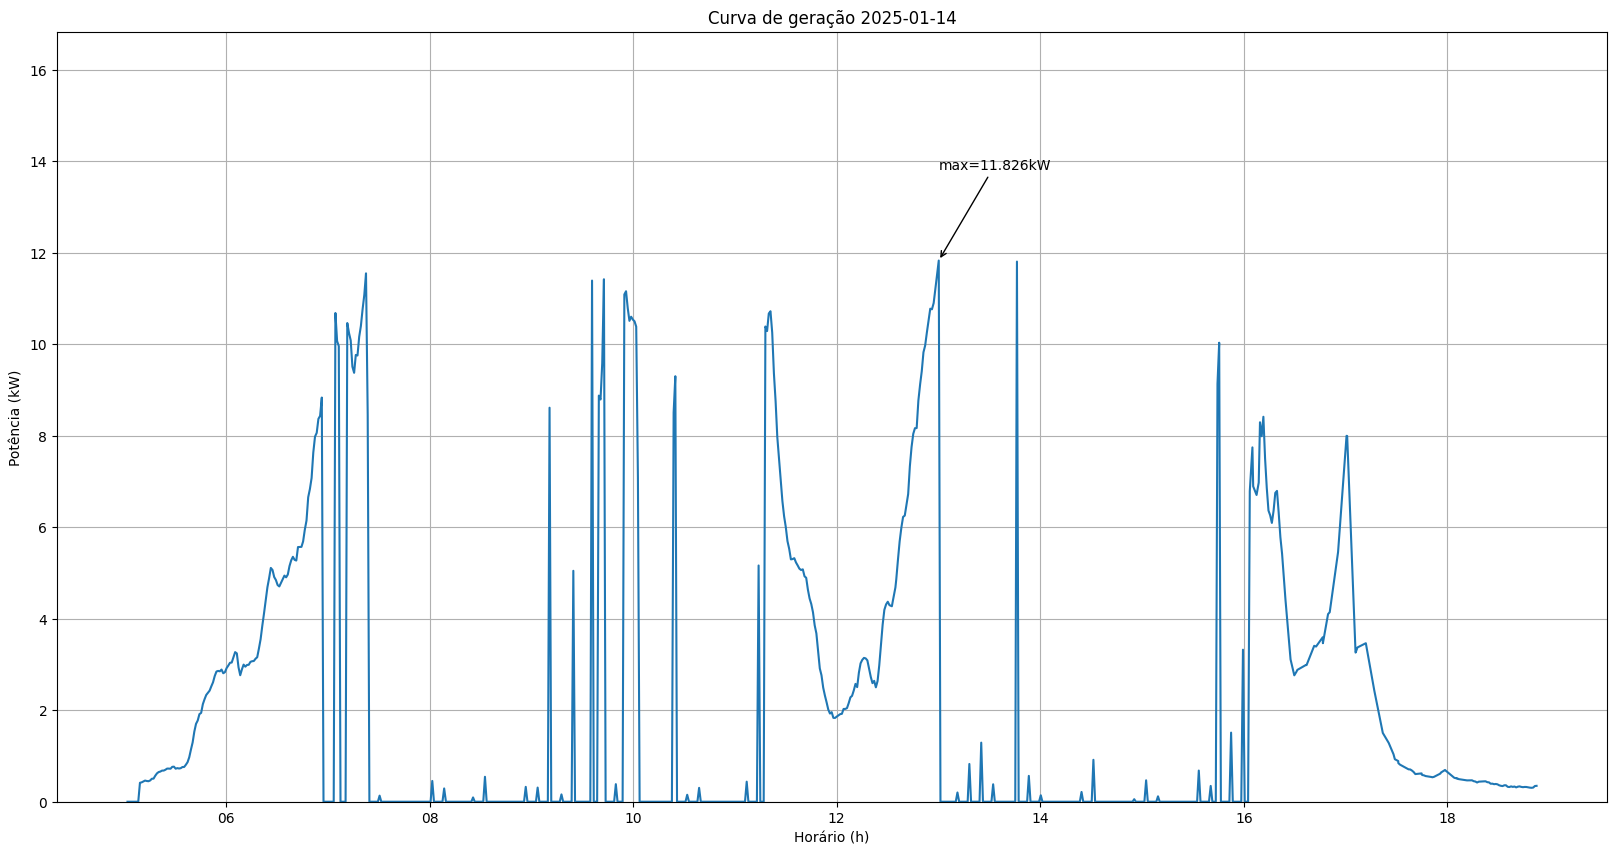 Curva de geração 2025-01-14
16
14
max=11.826kW
12
10
8
6
4
2
0
Potência (kW)
06 08 10 12 14 16 18
Horário (h)